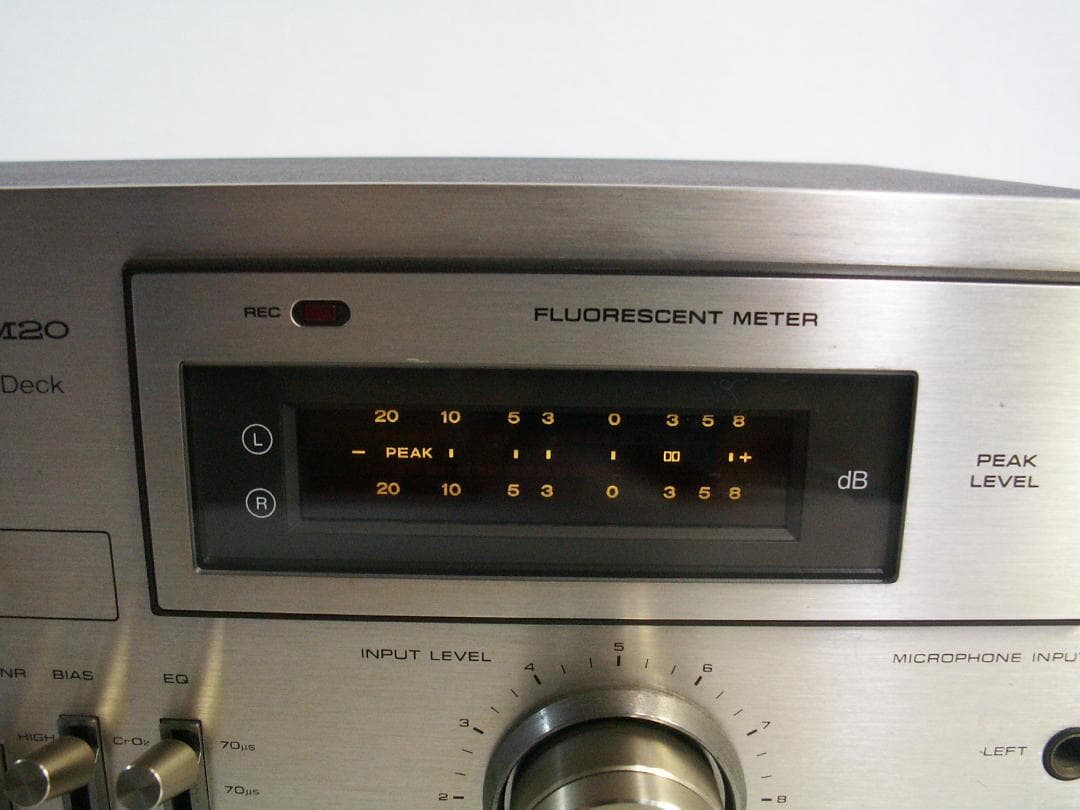 REC
FLUORESCENT METER
M20
Deck
L
20 10 5 3 0 3 5 8
− PEAK +
R
20 10 5 3 0 3 5 8
dB
PEAK
LEVEL
INPUT LEVEL
2 3 4 5 6 7 8
MICROPHONE INPUT
LEFT
NR BIAS EQ
HIGH CrO₂ 70µs
70µs